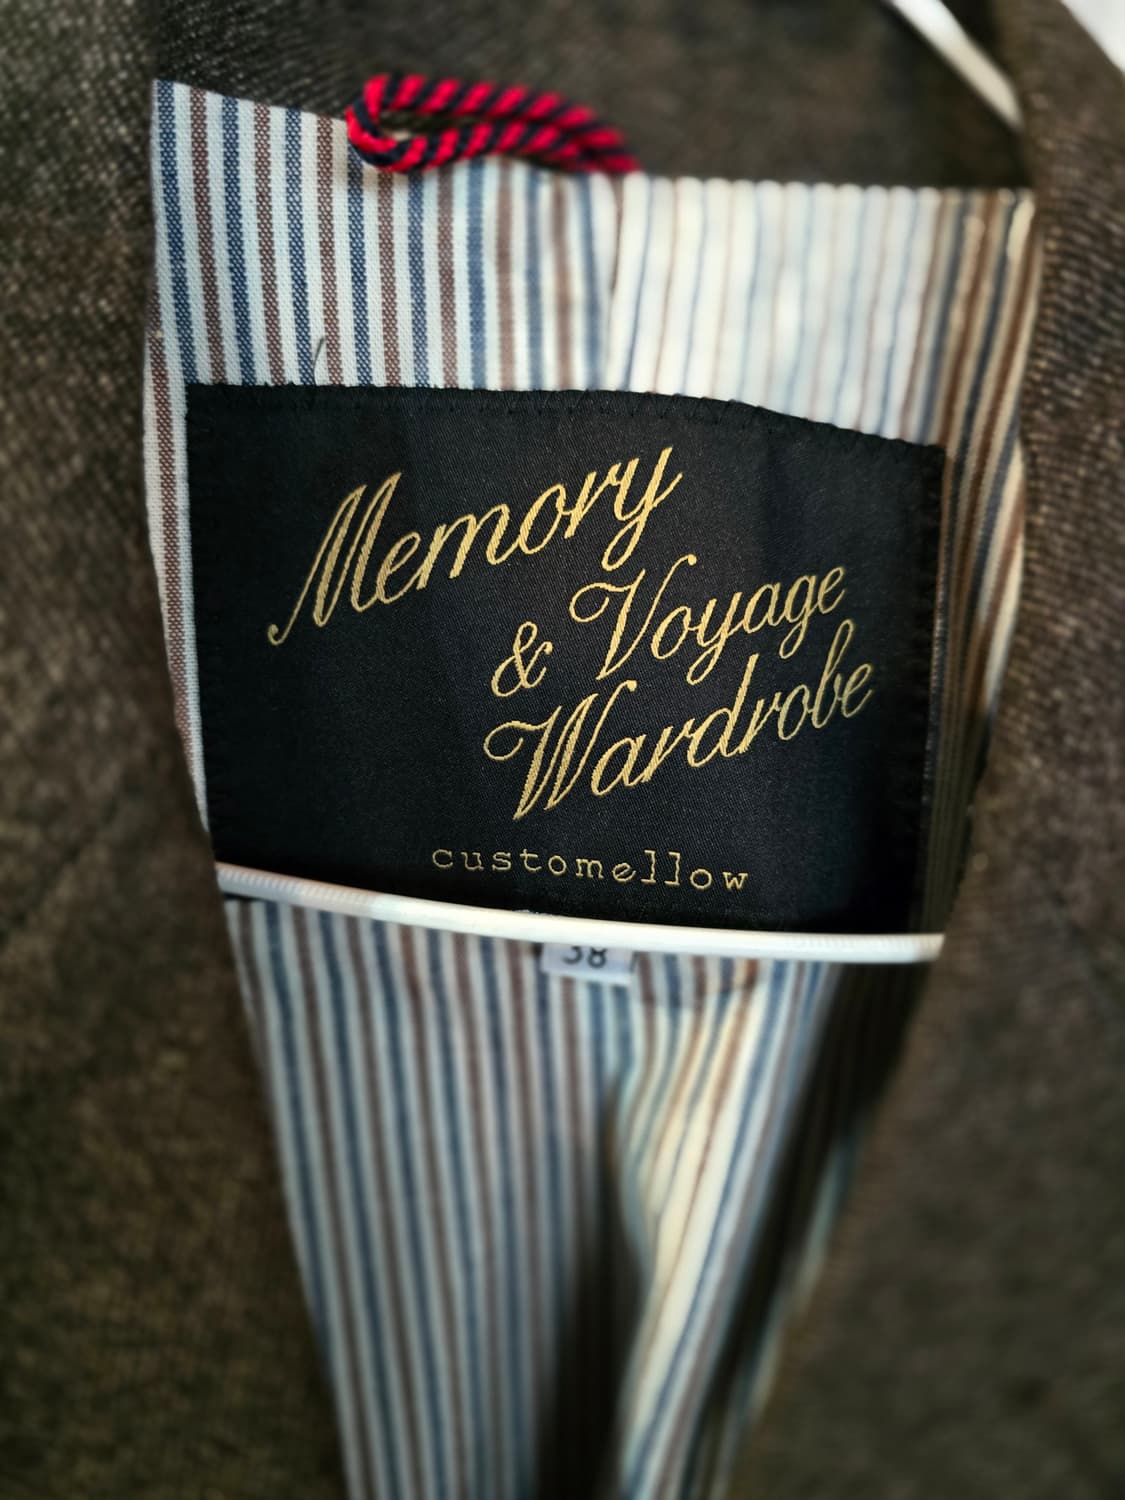 Memory
& Voyage
Wardrobe
customellow
38